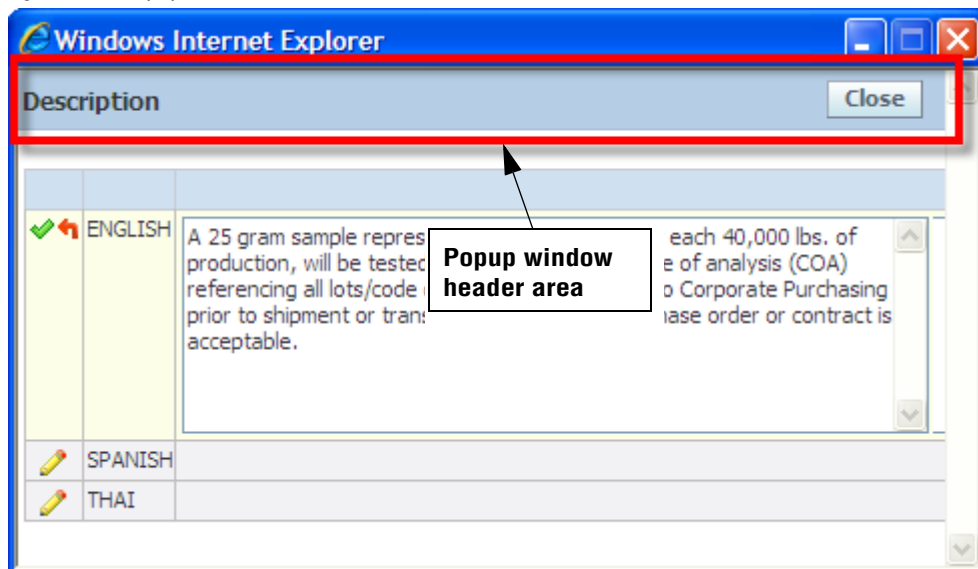 Windows Internet Explorer
Description
Close
ENGLISH
A 25 gram sample repres each 40,000 lbs. of
production, will be tested e of analysis (COA)
referencing all lots/code o Corporate Purchasing
prior to shipment or trans hase order or contract is
acceptable.
Popup window
header area
SPANISH
THAI